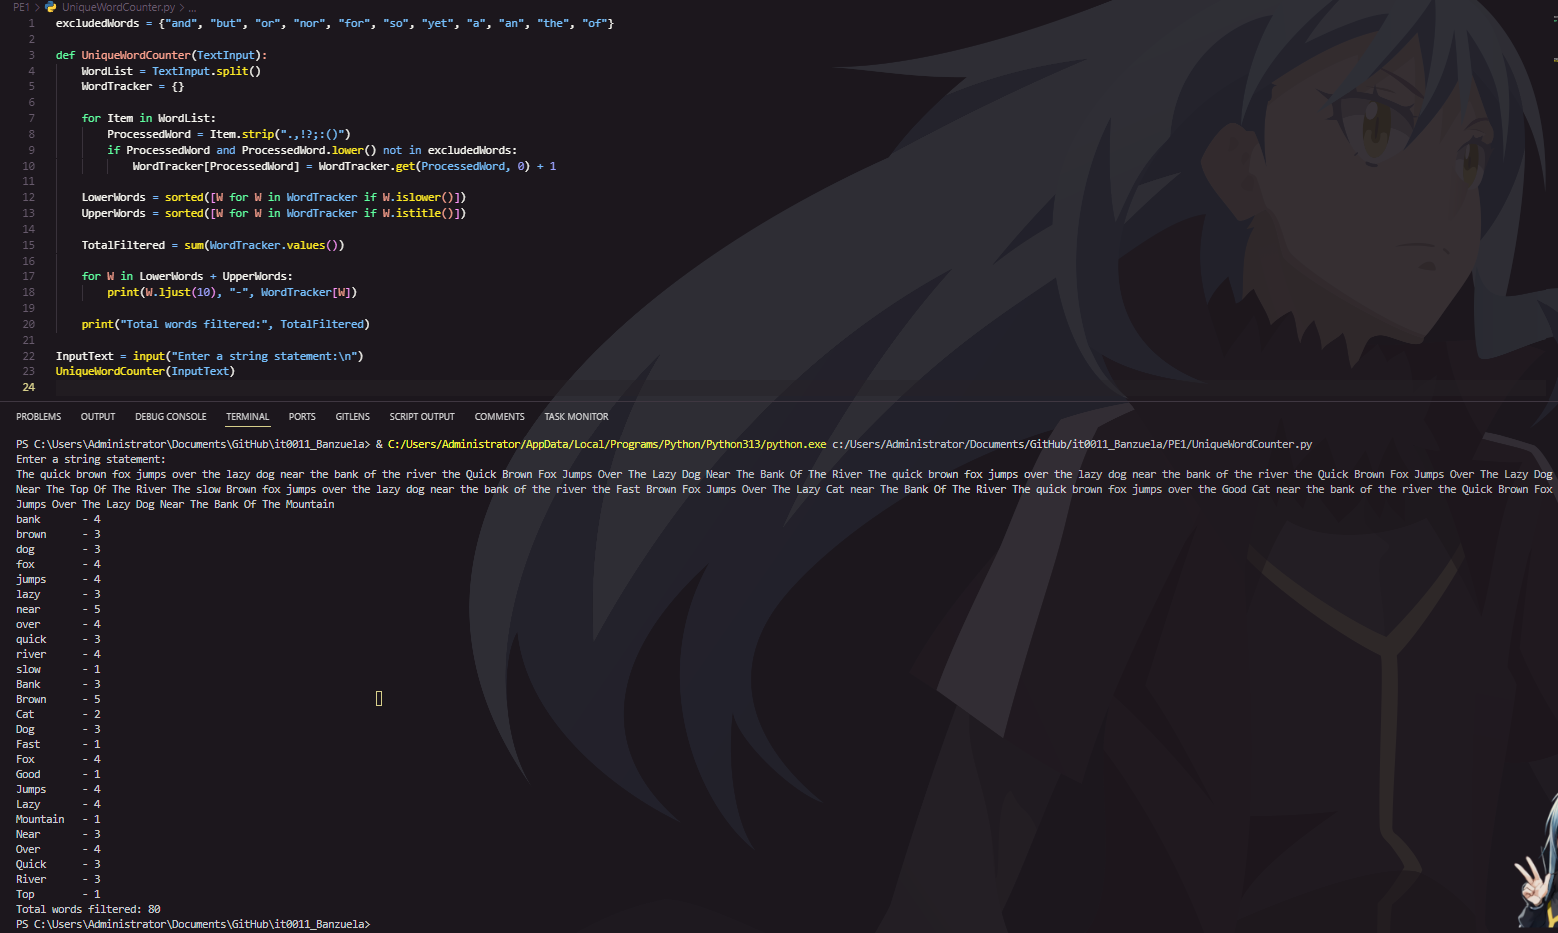 PE1 > UniqueWordCounter.py > ...
1 excludedWords = {"and", "but", "or", "nor", "for", "so", "yet", "a", "an", "the", "of"}
2
3 def UniqueWordCounter(TextInput):
4 WordList = TextInput.split()
5 WordTracker = {}
6
7 for Item in WordList:
8 ProcessedWord = Item.strip(".,!?;:()")
9 if ProcessedWord and ProcessedWord.lower() not in excludedWords:
10 WordTracker[ProcessedWord] = WordTracker.get(ProcessedWord, 0) + 1
11
12 LowerWords = sorted([W for W in WordTracker if W.islower()])
13 UpperWords = sorted([W for W in WordTracker if W.istitle()])
14
15 TotalFiltered = sum(WordTracker.values())
16
17 for W in LowerWords + UpperWords:
18 print(W.ljust(10), "-", WordTracker[W])
19
20 print("Total words filtered:", TotalFiltered)
21
22 InputText = input("Enter a string statement:\n")
23 UniqueWordCounter(InputText)
24
PROBLEMS OUTPUT DEBUG CONSOLE TERMINAL PORTS GITLENS SCRIPT OUTPUT COMMENTS TASK MONITOR
PS C:\Users\Administrator\Documents\GitHub\it0011_Banzuela> & C:/Users/Administrator/AppData/Local/Programs/Python/Python313/python.exe c:/Users/Administrator/Documents/GitHub/it0011_Banzuela/PE1/UniqueWordCounter.py
Enter a string statement:
The quick brown fox jumps over the lazy dog near the bank of the river the Quick Brown Fox Jumps Over The Lazy Dog Near The Bank Of The River The quick brown fox jumps over the lazy dog near the bank of the river the Quick Brown Fox Jumps Over The Lazy Dog
Near The Top Of The River The slow Brown fox jumps over the lazy dog near the bank of the river the Fast Brown Fox Jumps Over The Lazy Cat near The Bank Of The River The quick brown fox jumps over the Good Cat near the bank of the river the Quick Brown Fox
Jumps Over The Lazy Dog Near The Bank Of The Mountain
bank - 4
brown - 3
dog - 3
fox - 4
jumps - 4
lazy - 3
near - 5
over - 4
quick - 3
river - 4
slow - 1
Bank - 3
Brown - 5
Cat - 2
Dog - 3
Fast - 1
Fox - 4
Good - 1
Jumps - 4
Lazy - 4
Mountain - 1
Near - 3
Over - 4
Quick - 3
River - 3
Top - 1
Total words filtered: 80
PS C:\Users\Administrator\Documents\GitHub\it0011_Banzuela>